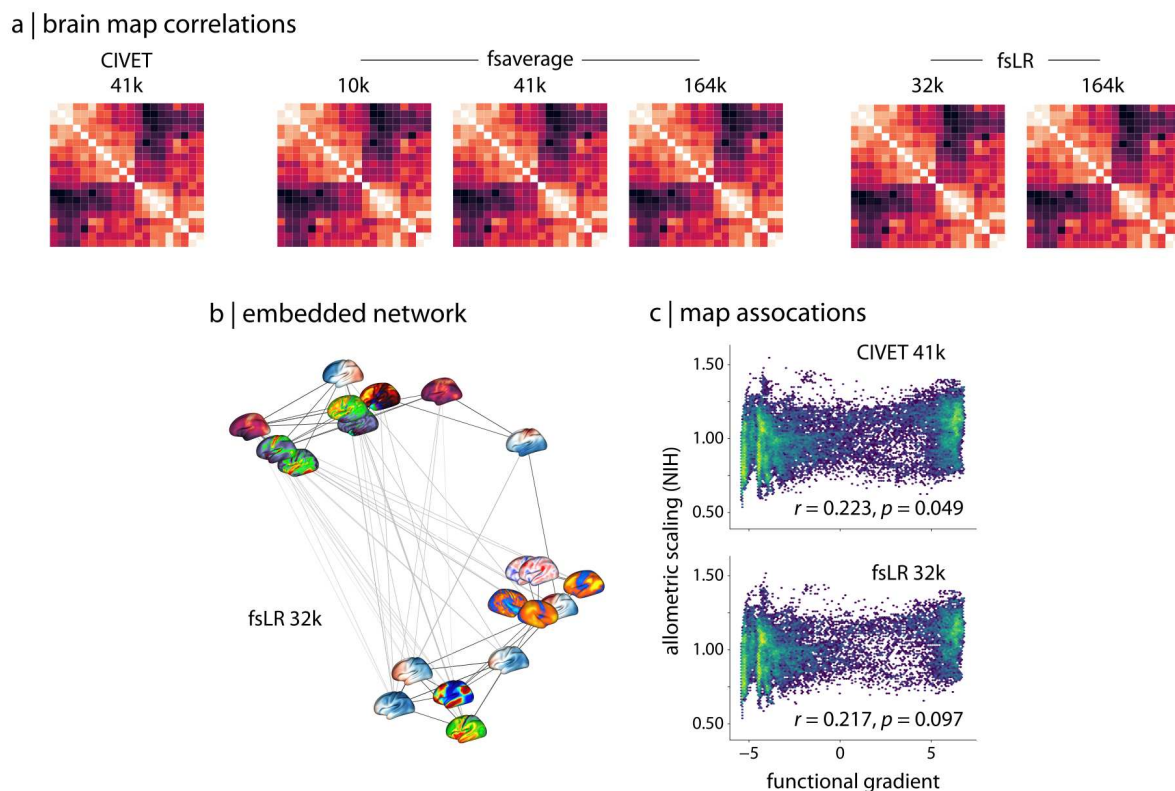 a | brain map correlations
CIVET
41k
fsaverage
10k
41k
164k
fsLR
32k
164k
b | embedded network
fsLR 32k
c | map assocations
allometric scaling (NIH)
1.50
1.00
0.50
CIVET 41k
r = 0.223, p = 0.049
1.50
1.00
0.50
fsLR 32k
r = 0.217, p = 0.097
−5
0
5
functional gradient